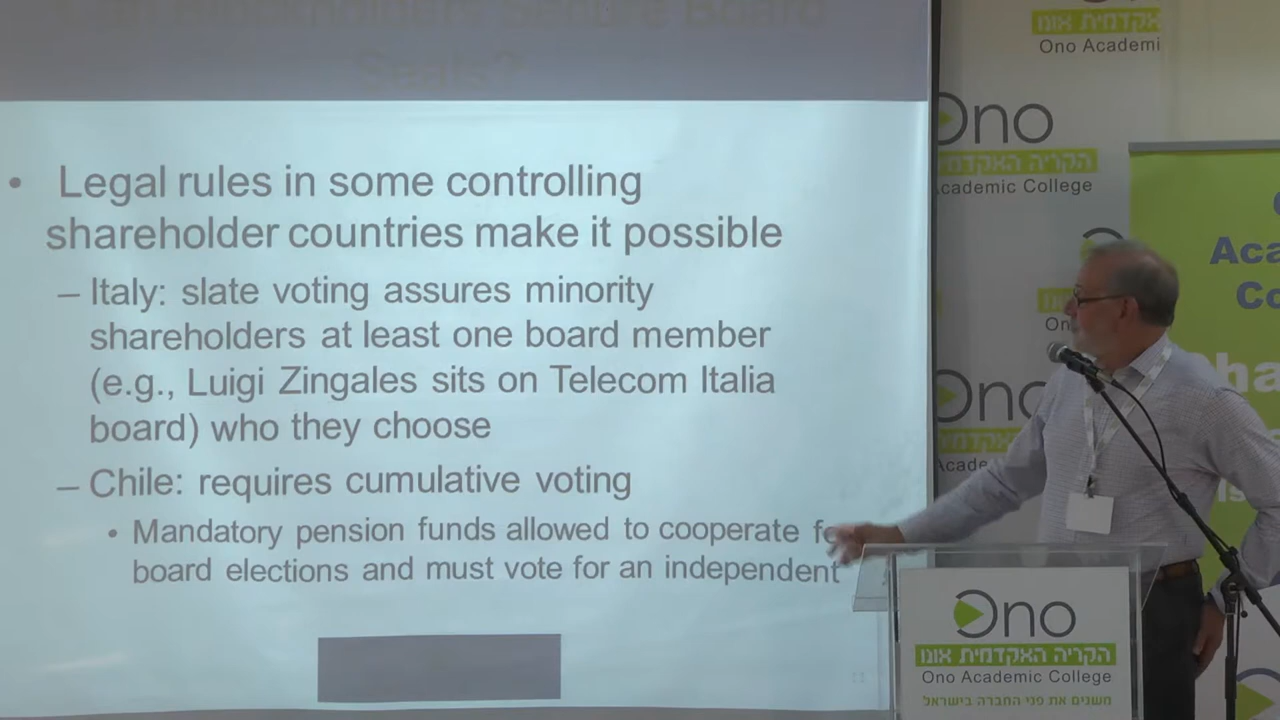 Seats?
Legal rules in some controlling
shareholder countries make it possible
– Italy: slate voting assures minority
shareholders at least one board member
(e.g., Luigi Zingales sits on Telecom Italia
board) who they choose
– Chile: requires cumulative voting
• Mandatory pension funds allowed to cooperate
board elections and must vote for an independent
אקדמית אונו
Ono Academi
Ono
הקריה האקדמית
Academic College
Ono
Ono
הקריה האקדמית אונו
Ono Academic College
משנים את פני החברה בישראל